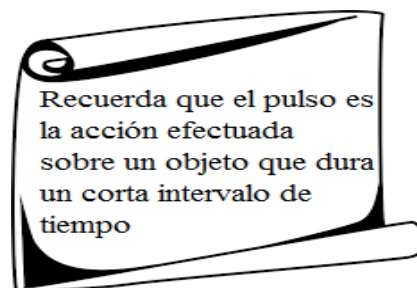 Recuerda que el pulso es
la acción efectuada
sobre un objeto que dura
un corta intervalo de
tiempo